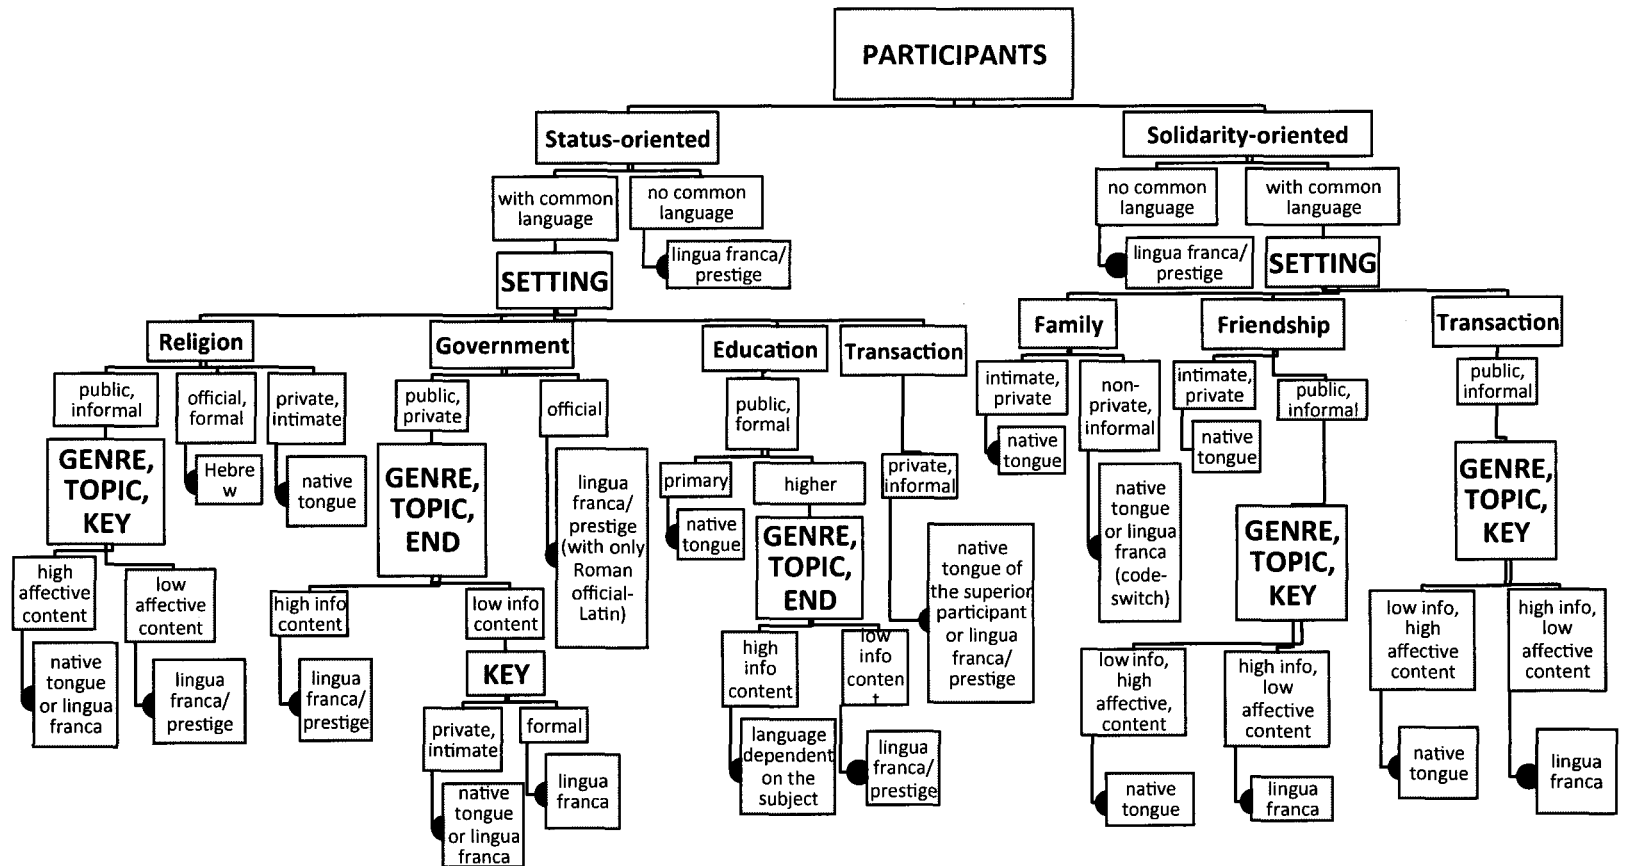 PARTICIPANTS
Status-oriented
Solidarity-oriented
with common
language
no common
language
lingua franca/
prestige
SETTING
no common
language
with common
language
lingua franca/
prestige
SETTING
Religion
Government
Education
Transaction
Family
Friendship
Transaction
public,
informal
official,
formal
private,
intimate
GENRE,
TOPIC,
KEY
Hebre
w
native
tongue
high
affective
content
low
affective
content
native
tongue
or lingua
franca
lingua
franca/
prestige
public,
private
official
GENRE,
TOPIC,
END
lingua
franca/
prestige
(with only
Roman
official-
Latin)
high info
content
low info
content
lingua
franca/
prestige
KEY
private,
intimate
formal
native
tongue
or lingua
franca
lingua
franca
public,
formal
primary
higher
native
tongue
GENRE,
TOPIC,
END
high
info
content
low
info
conten
t
language
dependent
on the
subject
lingua
franca/
prestige
private,
informal
native
tongue of
the superior
participant
or lingua
franca/
prestige
intimate,
private
non-
private,
informal
native
tongue
native
tongue
or lingua
franca
(code-
switch)
intimate,
private
public,
informal
native
tongue
GENRE,
TOPIC,
KEY
low info,
high
affective,
content
high info,
low
affective
content
native
tongue
lingua
franca
public,
informal
GENRE,
TOPIC,
KEY
low info,
high
affective
content
high info,
low
affective
content
native
tongue
lingua
franca